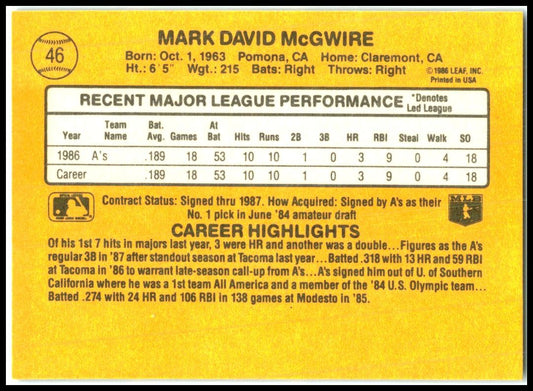 46
MARK DAVID McGWIRE
Born: Oct. 1, 1963 Pomona, CA Home: Claremont, CA
Ht.: 6'5" Wgt.: 215 Bats: Right Throws: Right
©1986 LEAF, INC.
Printed in USA
RECENT MAJOR LEAGUE PERFORMANCE *Denotes Led League
Year Team Name Bat. Avg. Games At Bat Hits Runs 2B 3B HR RBI Steal Walk SO
1986 A's .189 18 53 10 10 1 0 3 9 0 4 18
Career .189 18 53 10 10 1 0 3 9 0 4 18
Contract Status: Signed thru 1987. How Acquired: Signed by A's as their
No. 1 pick in June '84 amateur draft
CAREER HIGHLIGHTS
Of his 1st 7 hits in majors last year, 3 were HR and another was a double...Figures as the A's
regular 3B in '87 after standout season at Tacoma last year...Batted .318 with 13 HR and 59 RBI
at Tacoma in '86 to warrant late-season call-up from A's...A's signed him out of U. of Southern
California where he was a 1st team All America and a member of the '84 U.S. Olympic team...
Batted .274 with 24 HR and 106 RBI in 138 games at Modesto in '85.